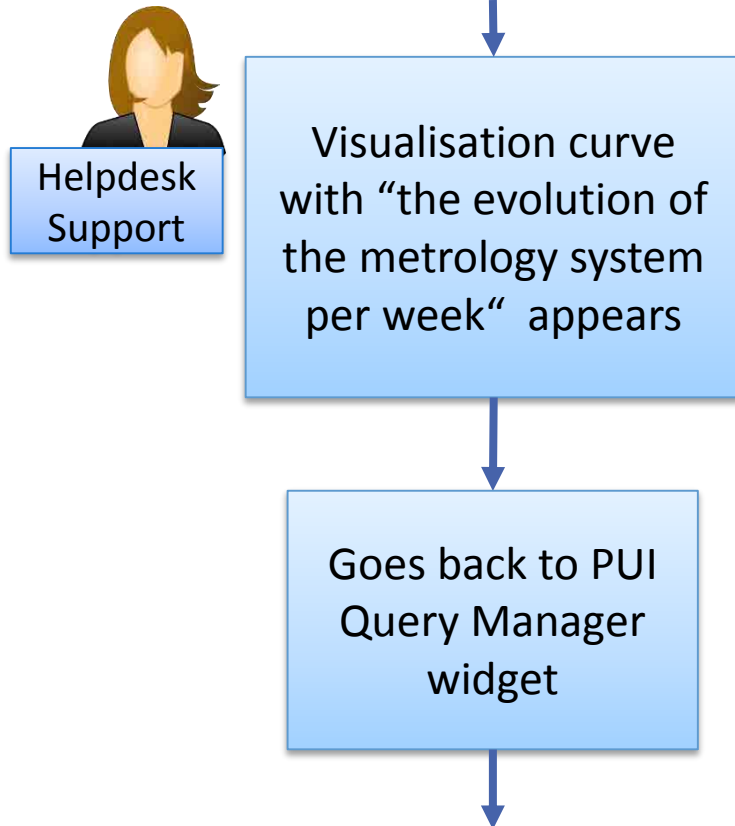 Helpdesk
Support
Visualisation curve
with “the evolution of
the metrology system
per week“ appears
Goes back to PUI
Query Manager
widget